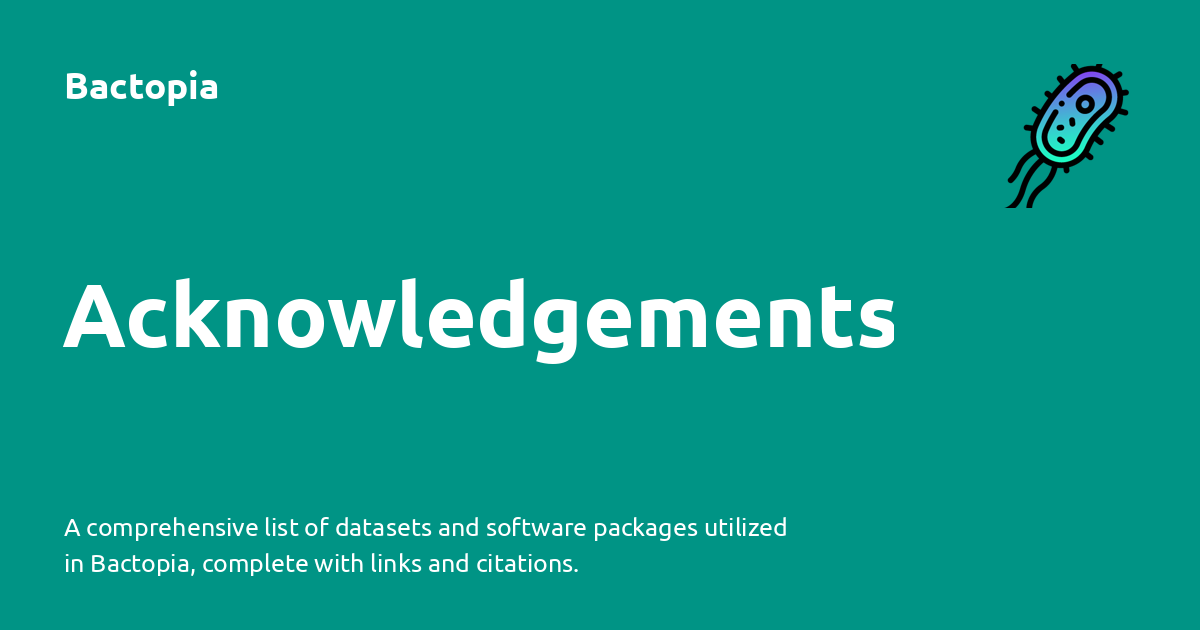 Bactopia
Acknowledgements
A comprehensive list of datasets and software packages utilized
in Bactopia, complete with links and citations.